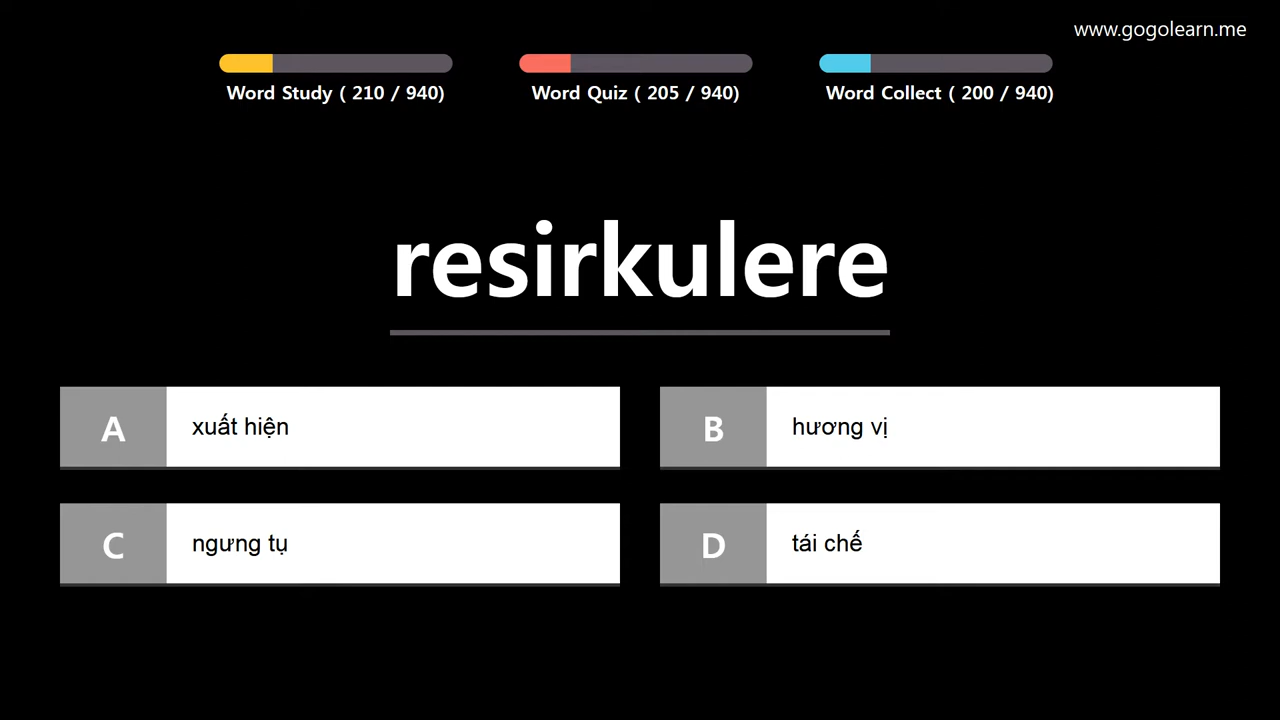 www.gogolearn.me
Word Study ( 210 / 940)
Word Quiz ( 205 / 940)
Word Collect ( 200 / 940)
resirkulere
A xuất hiện
B hương vị
C ngưng tụ
D tái chế